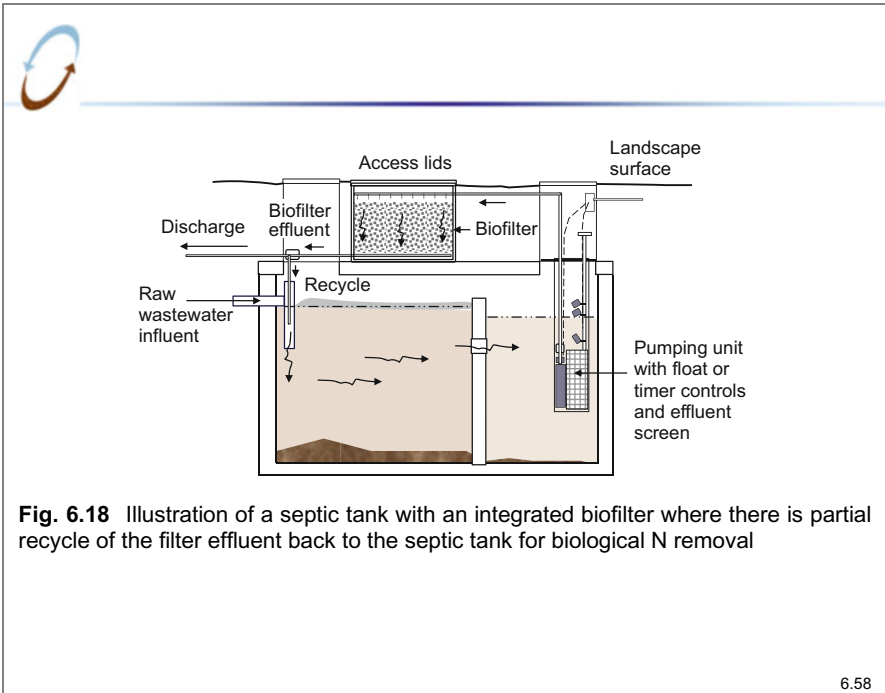 Access lids
Landscape
surface
Discharge
Biofilter
effluent
Biofilter
Recycle
Raw
wastewater
influent
Pumping unit
with float or
timer controls
and effluent
screen
Fig. 6.18 Illustration of a septic tank with an integrated biofilter where there is partial
recycle of the filter effluent back to the septic tank for biological N removal
6.58